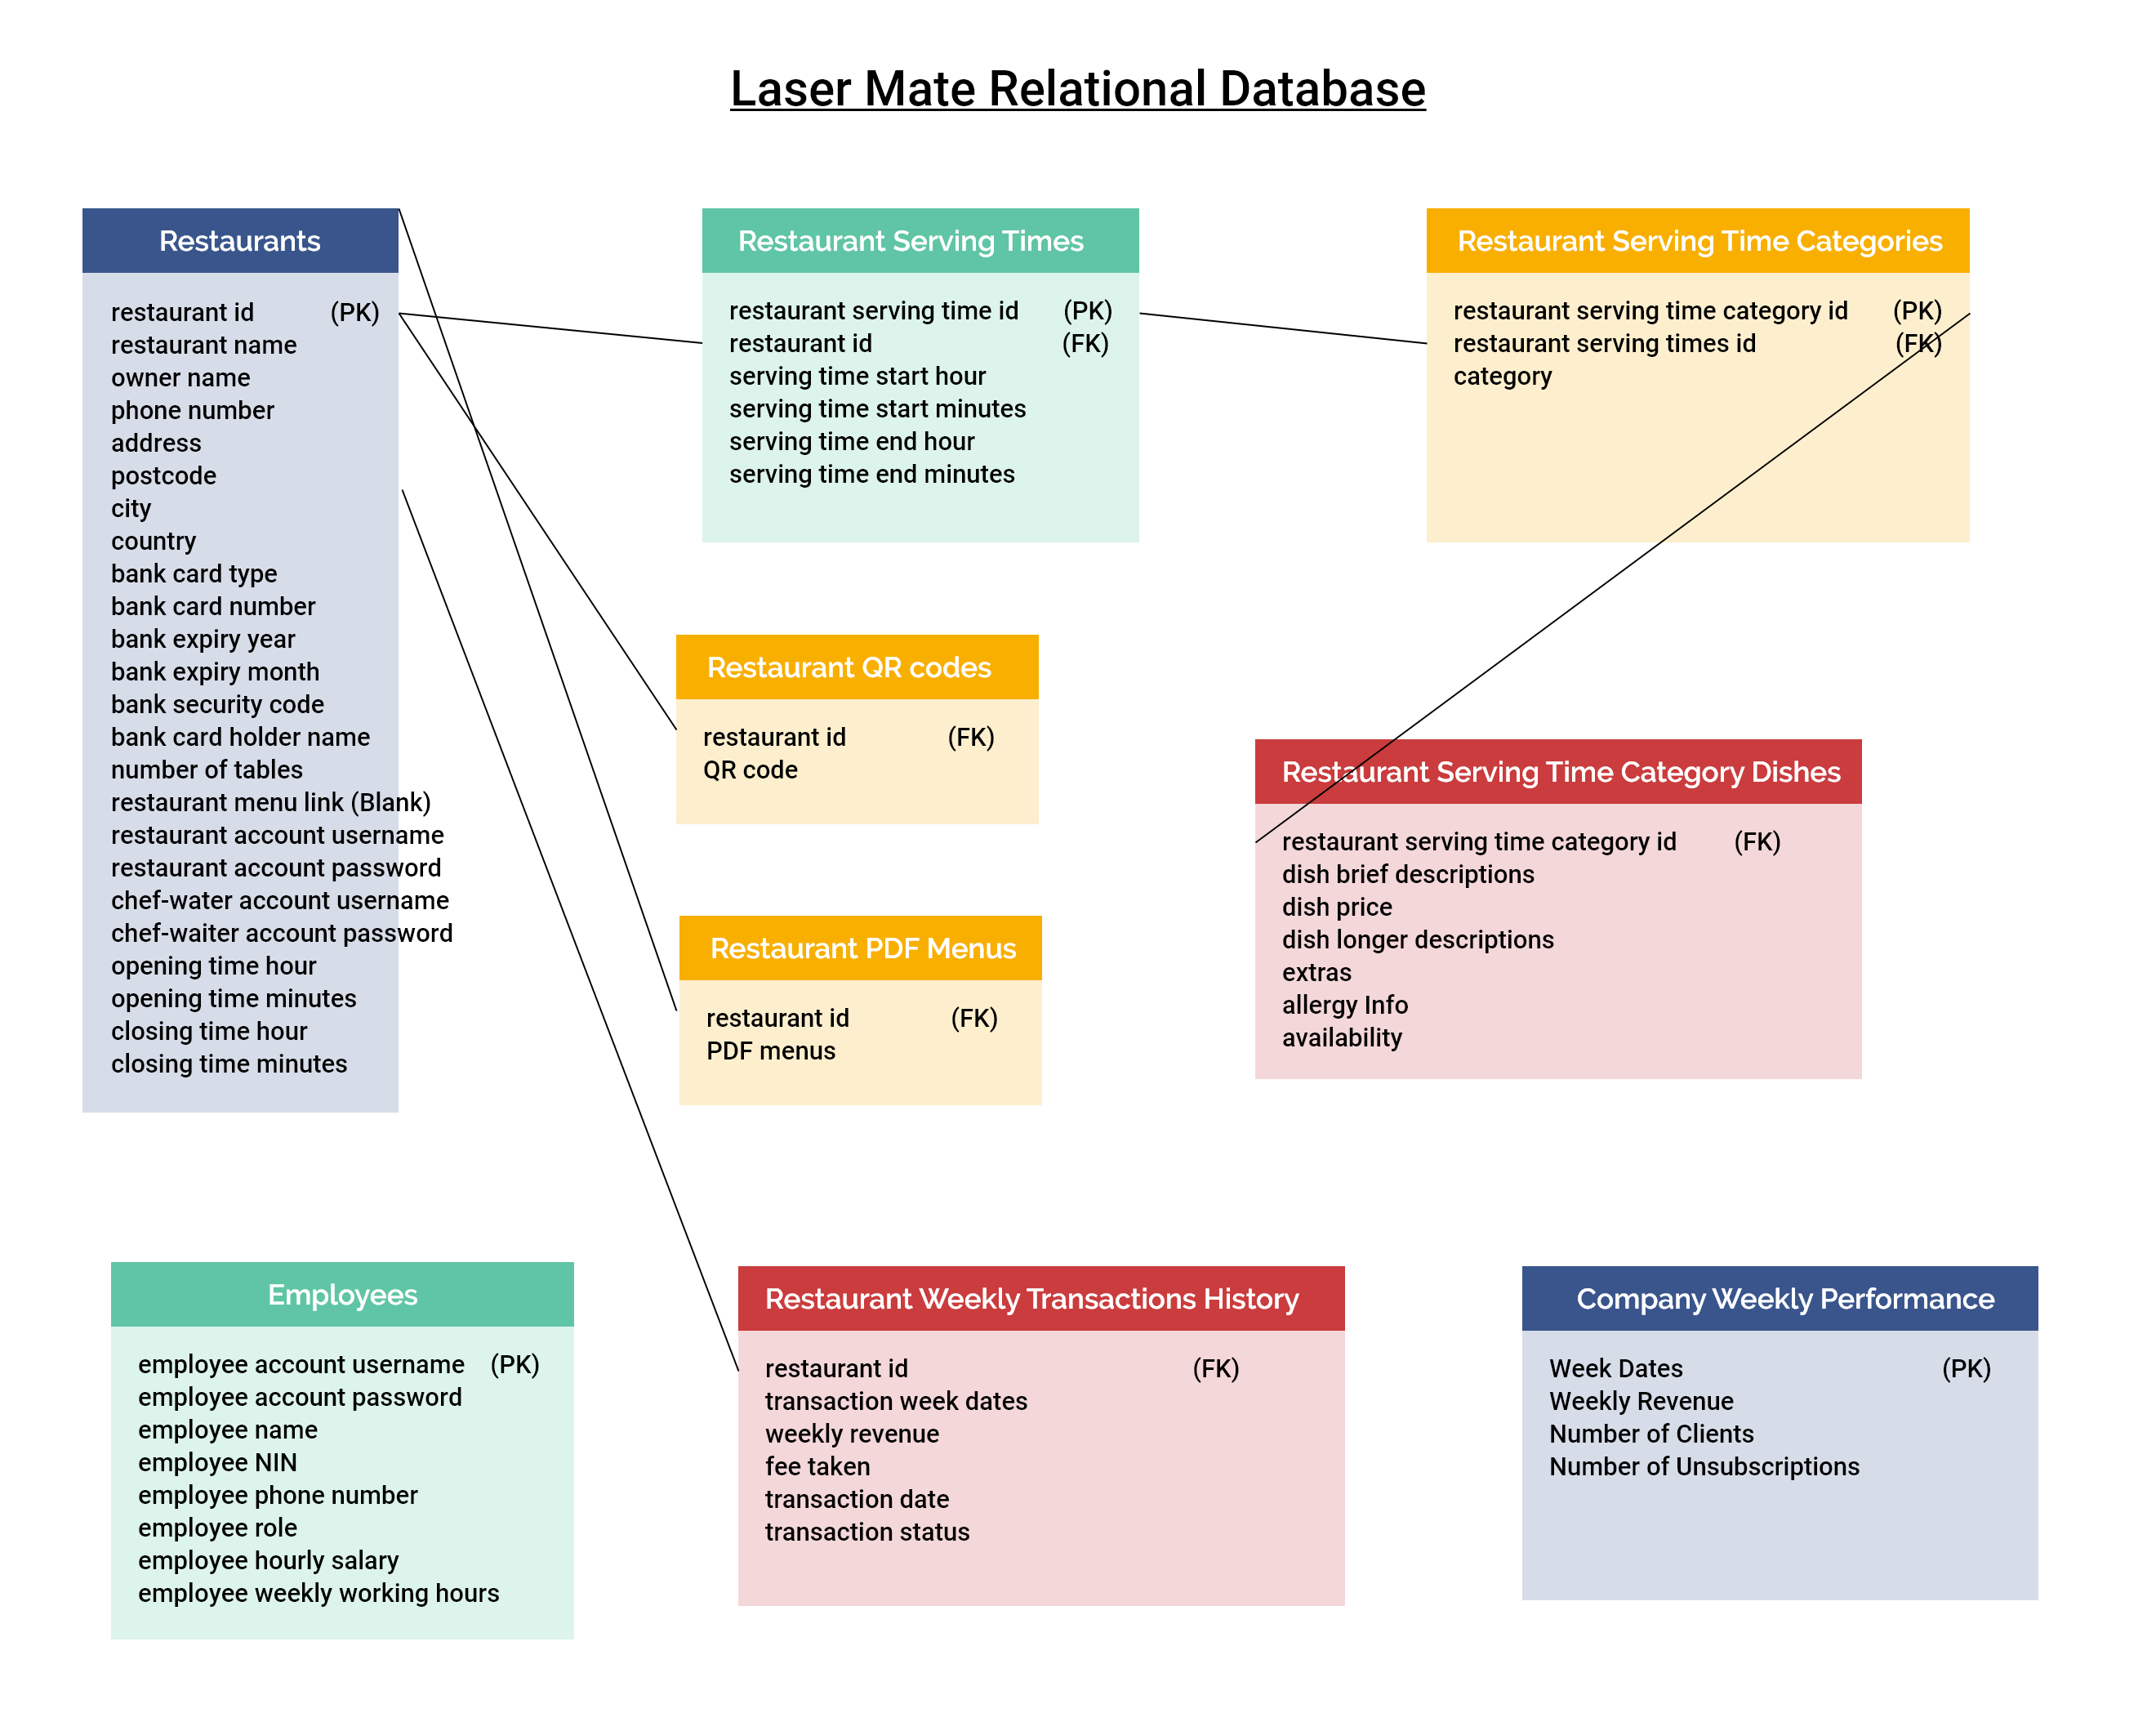 Laser Mate Relational Database
Restaurants
restaurant id (PK)
restaurant name
owner name
phone number
address
postcode
city
country
bank card type
bank card number
bank expiry year
bank expiry month
bank security code
bank card holder name
number of tables
restaurant menu link (Blank)
restaurant account username
restaurant account password
chef-water account username
chef-waiter account password
opening time hour
opening time minutes
closing time hour
closing time minutes
Restaurant Serving Times
restaurant serving time id (PK)
restaurant id (FK)
serving time start hour
serving time start minutes
serving time end hour
serving time end minutes
Restaurant Serving Time Categories
restaurant serving time category id (PK)
restaurant serving times id (FK)
category
Restaurant QR codes
restaurant id (FK)
QR code
Restaurant Serving Time Category Dishes
restaurant serving time category id (FK)
dish brief descriptions
dish price
dish longer descriptions
extras
allergy Info
availability
Restaurant PDF Menus
restaurant id (FK)
PDF menus
Employees
employee account username (PK)
employee account password
employee name
employee NIN
employee phone number
employee role
employee hourly salary
employee weekly working hours
Restaurant Weekly Transactions History
restaurant id (FK)
transaction week dates
weekly revenue
fee taken
transaction date
transaction status
Company Weekly Performance
Week Dates (PK)
Weekly Revenue
Number of Clients
Number of Unsubscriptions